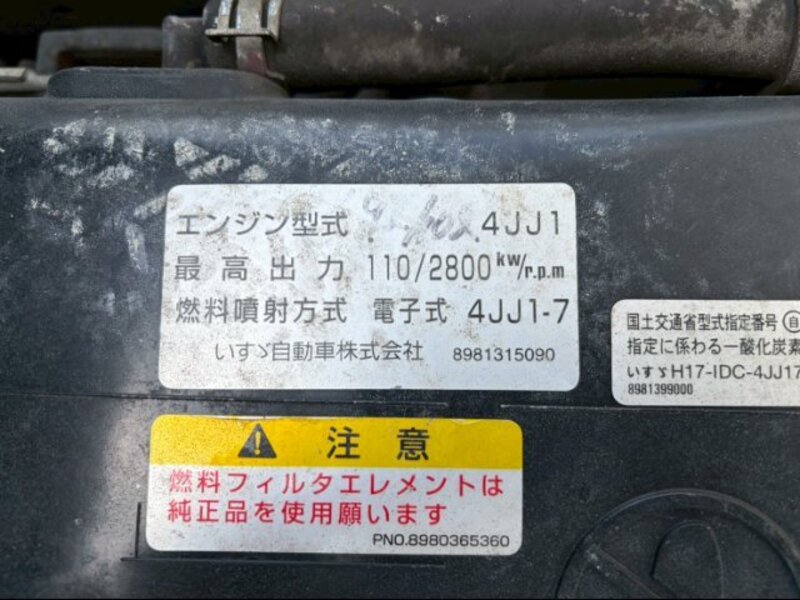 エンジン型式 4JJ1
最高出力 110/2800 kW/r.p.m
燃料噴射方式 電子式 4JJ1-7
いすゞ自動車株式会社 8981315090
国土交通省型式指定番号 自
指定に係わる一酸化炭素
いすゞH17-IDC-4JJ17
8981399000
注意
燃料フィルタエレメントは
純正品を使用願います
PNO.8980365360